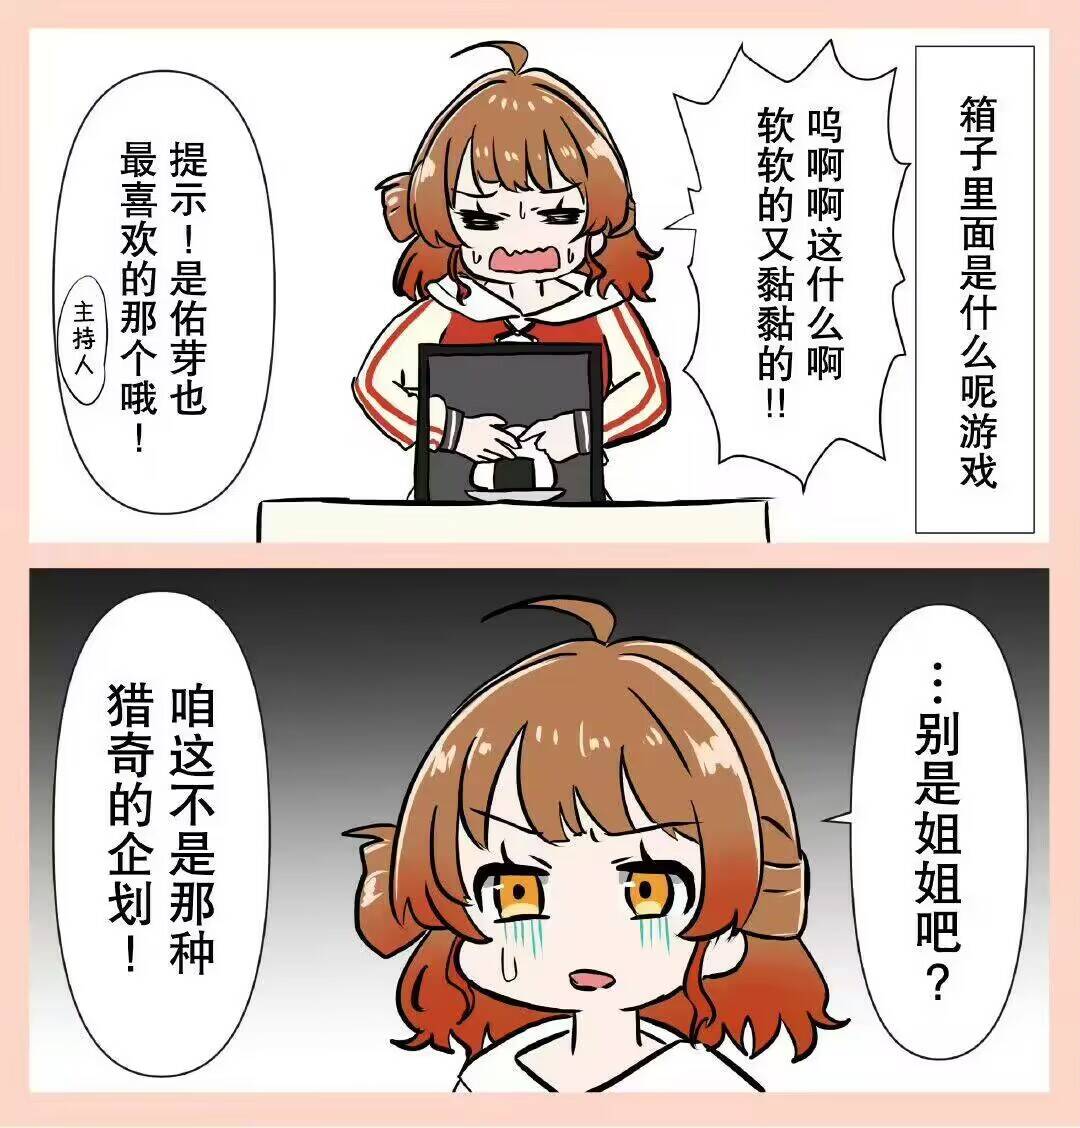 箱子里面是什么呢游戏
呜啊啊这什么啊
软软的又黏黏的!!
提示！是佑芽也
最喜欢的那个哦！
主持人
…别是姐姐吧？
咱这不是那种
猎奇的企划！